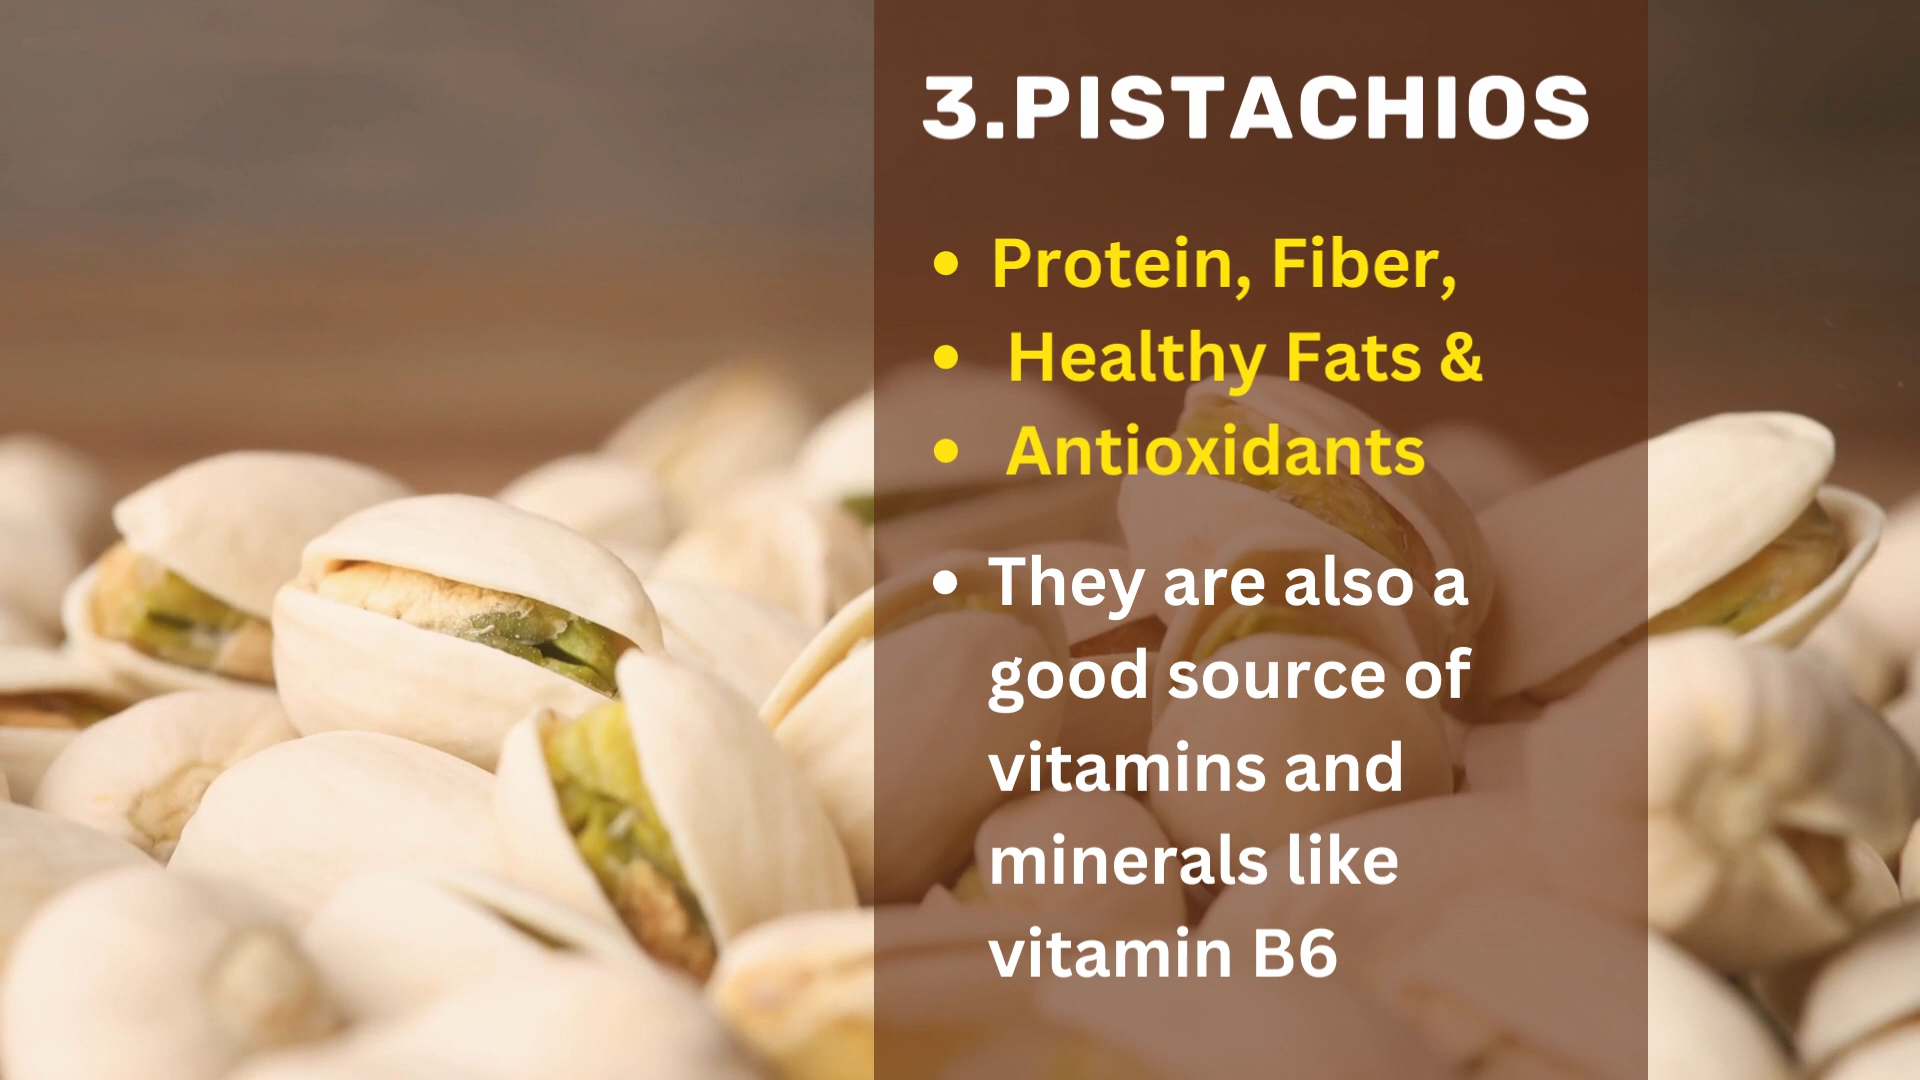 3.PISTACHIOS
• Protein, Fiber,
• Healthy Fats &
• Antioxidants
• They are also a
good source of
vitamins and
minerals like
vitamin B6